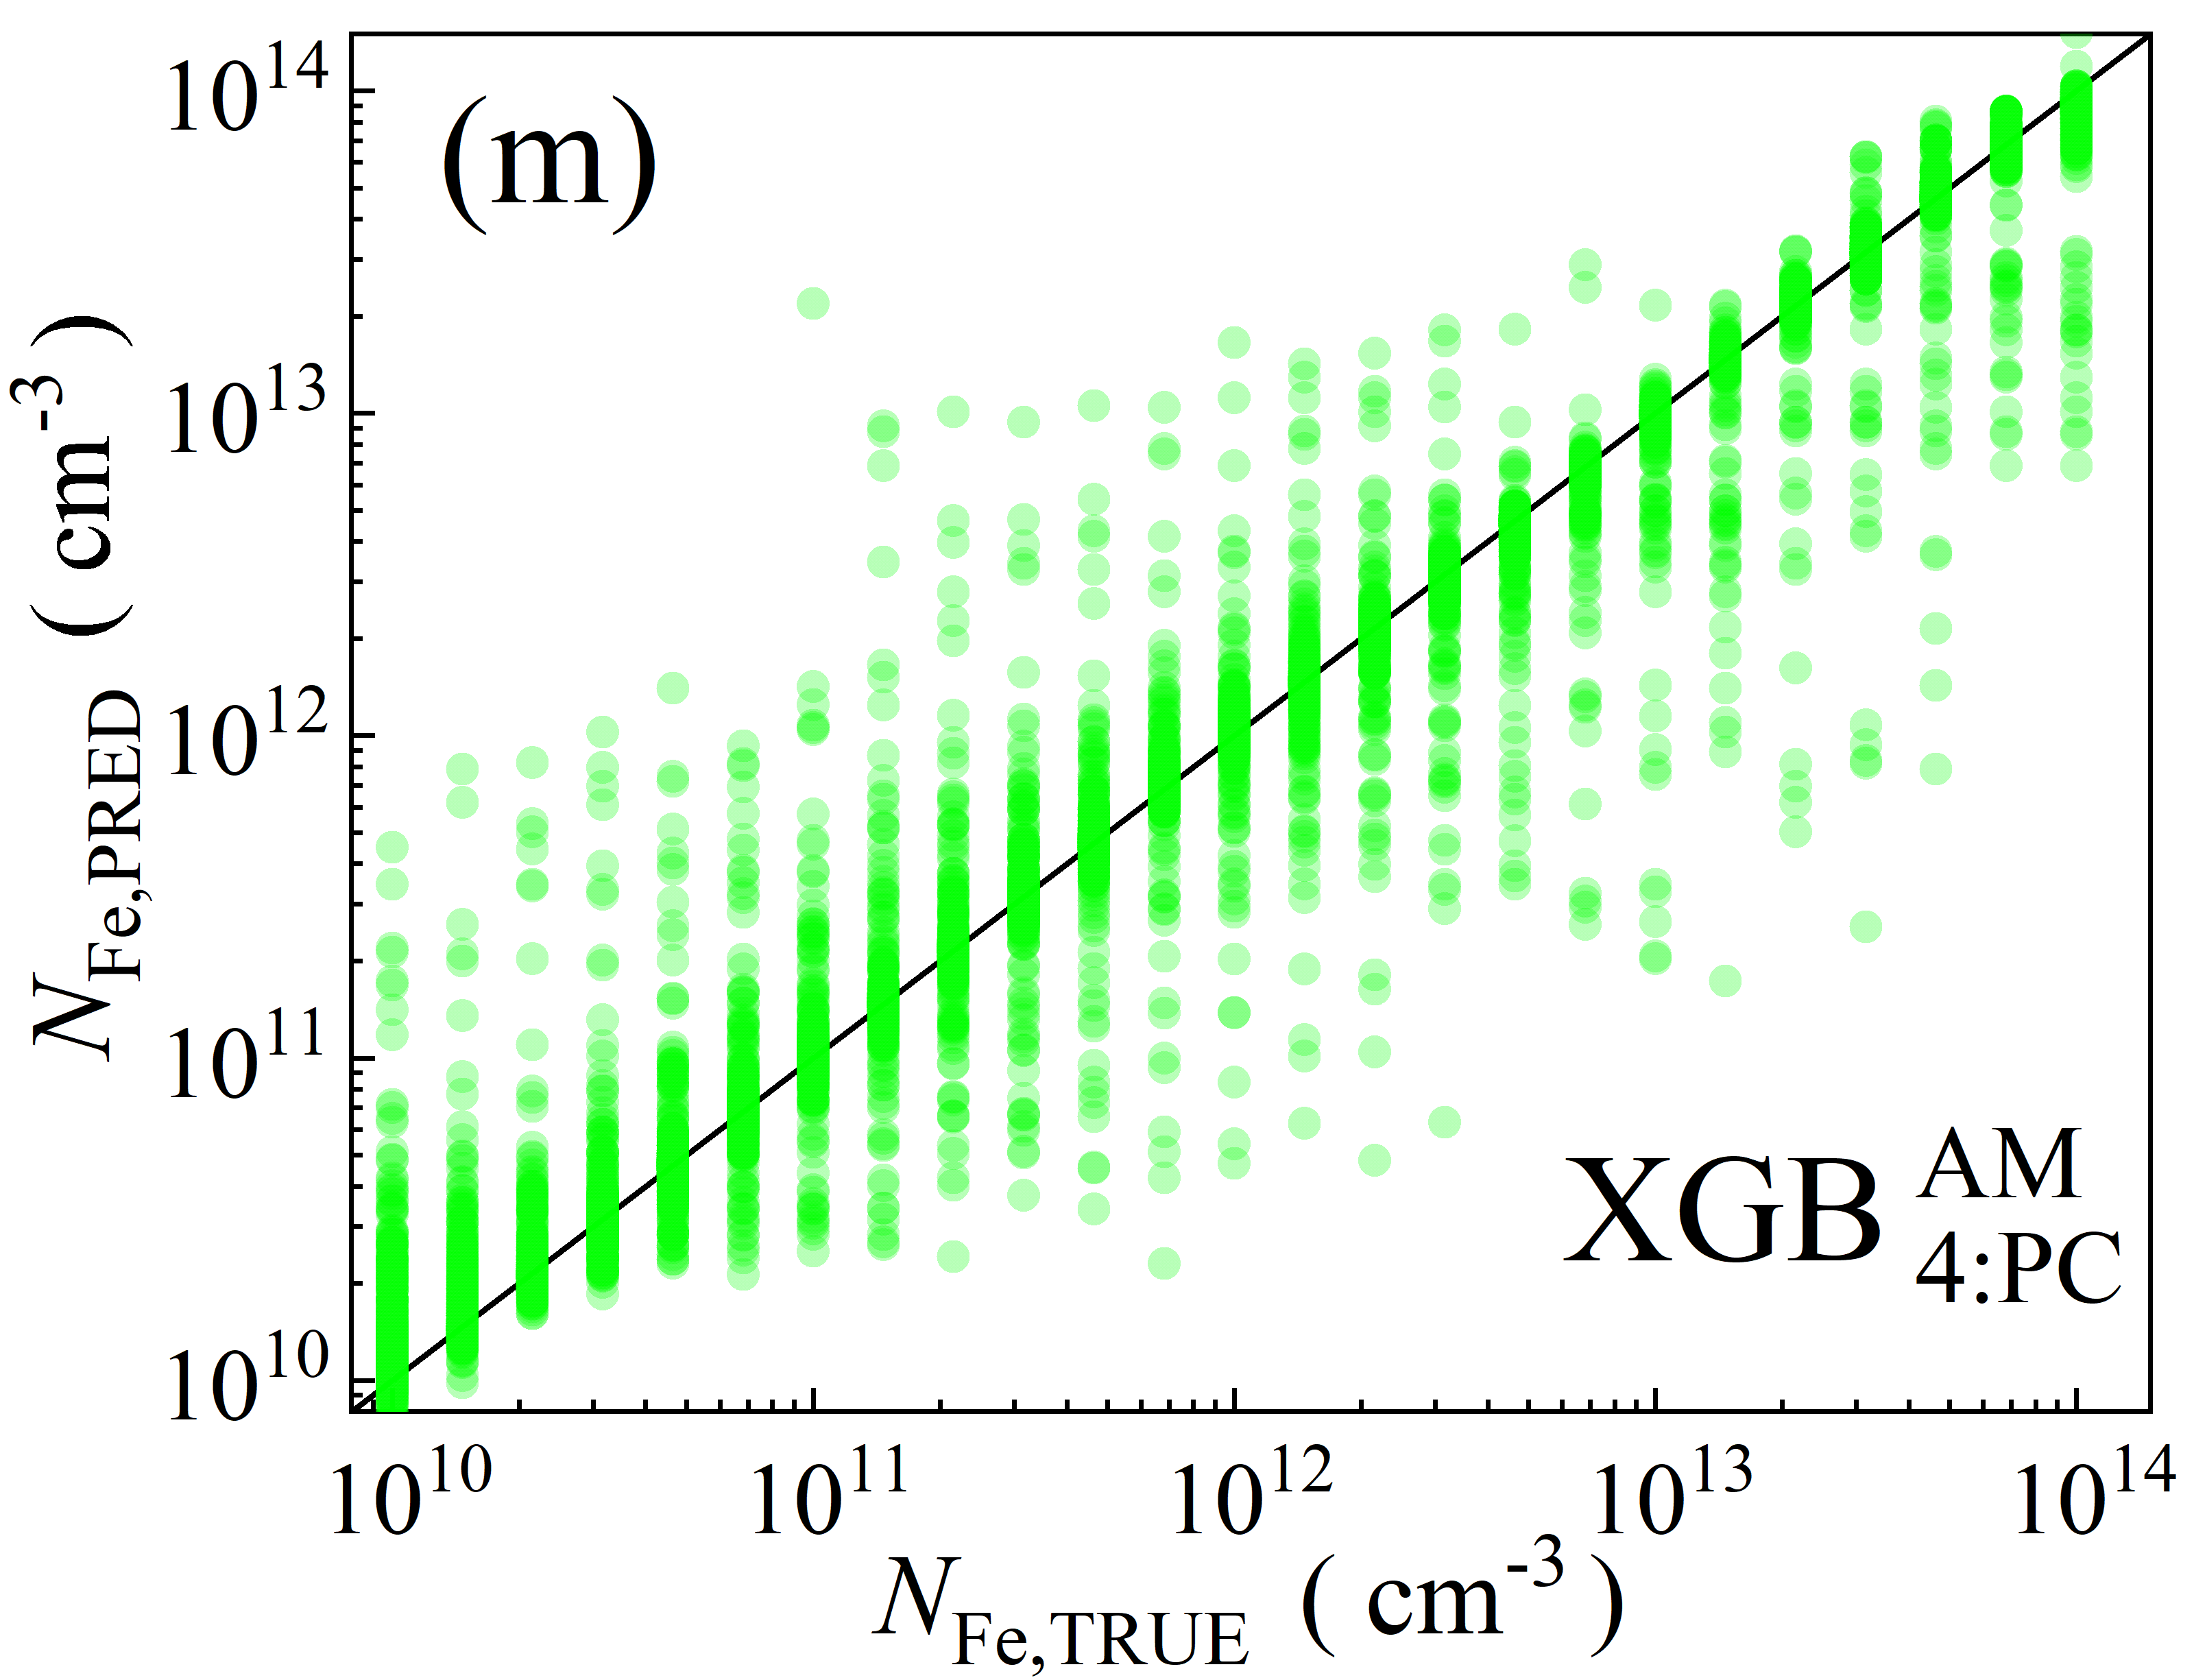 (m)
10^14
10^13
10^12
10^11
10^10
N_Fe,PRED ( cm^-3 )
XGB AM
4:PC
10^10 10^11 10^12 10^13 10^14
N_Fe,TRUE ( cm^-3 )